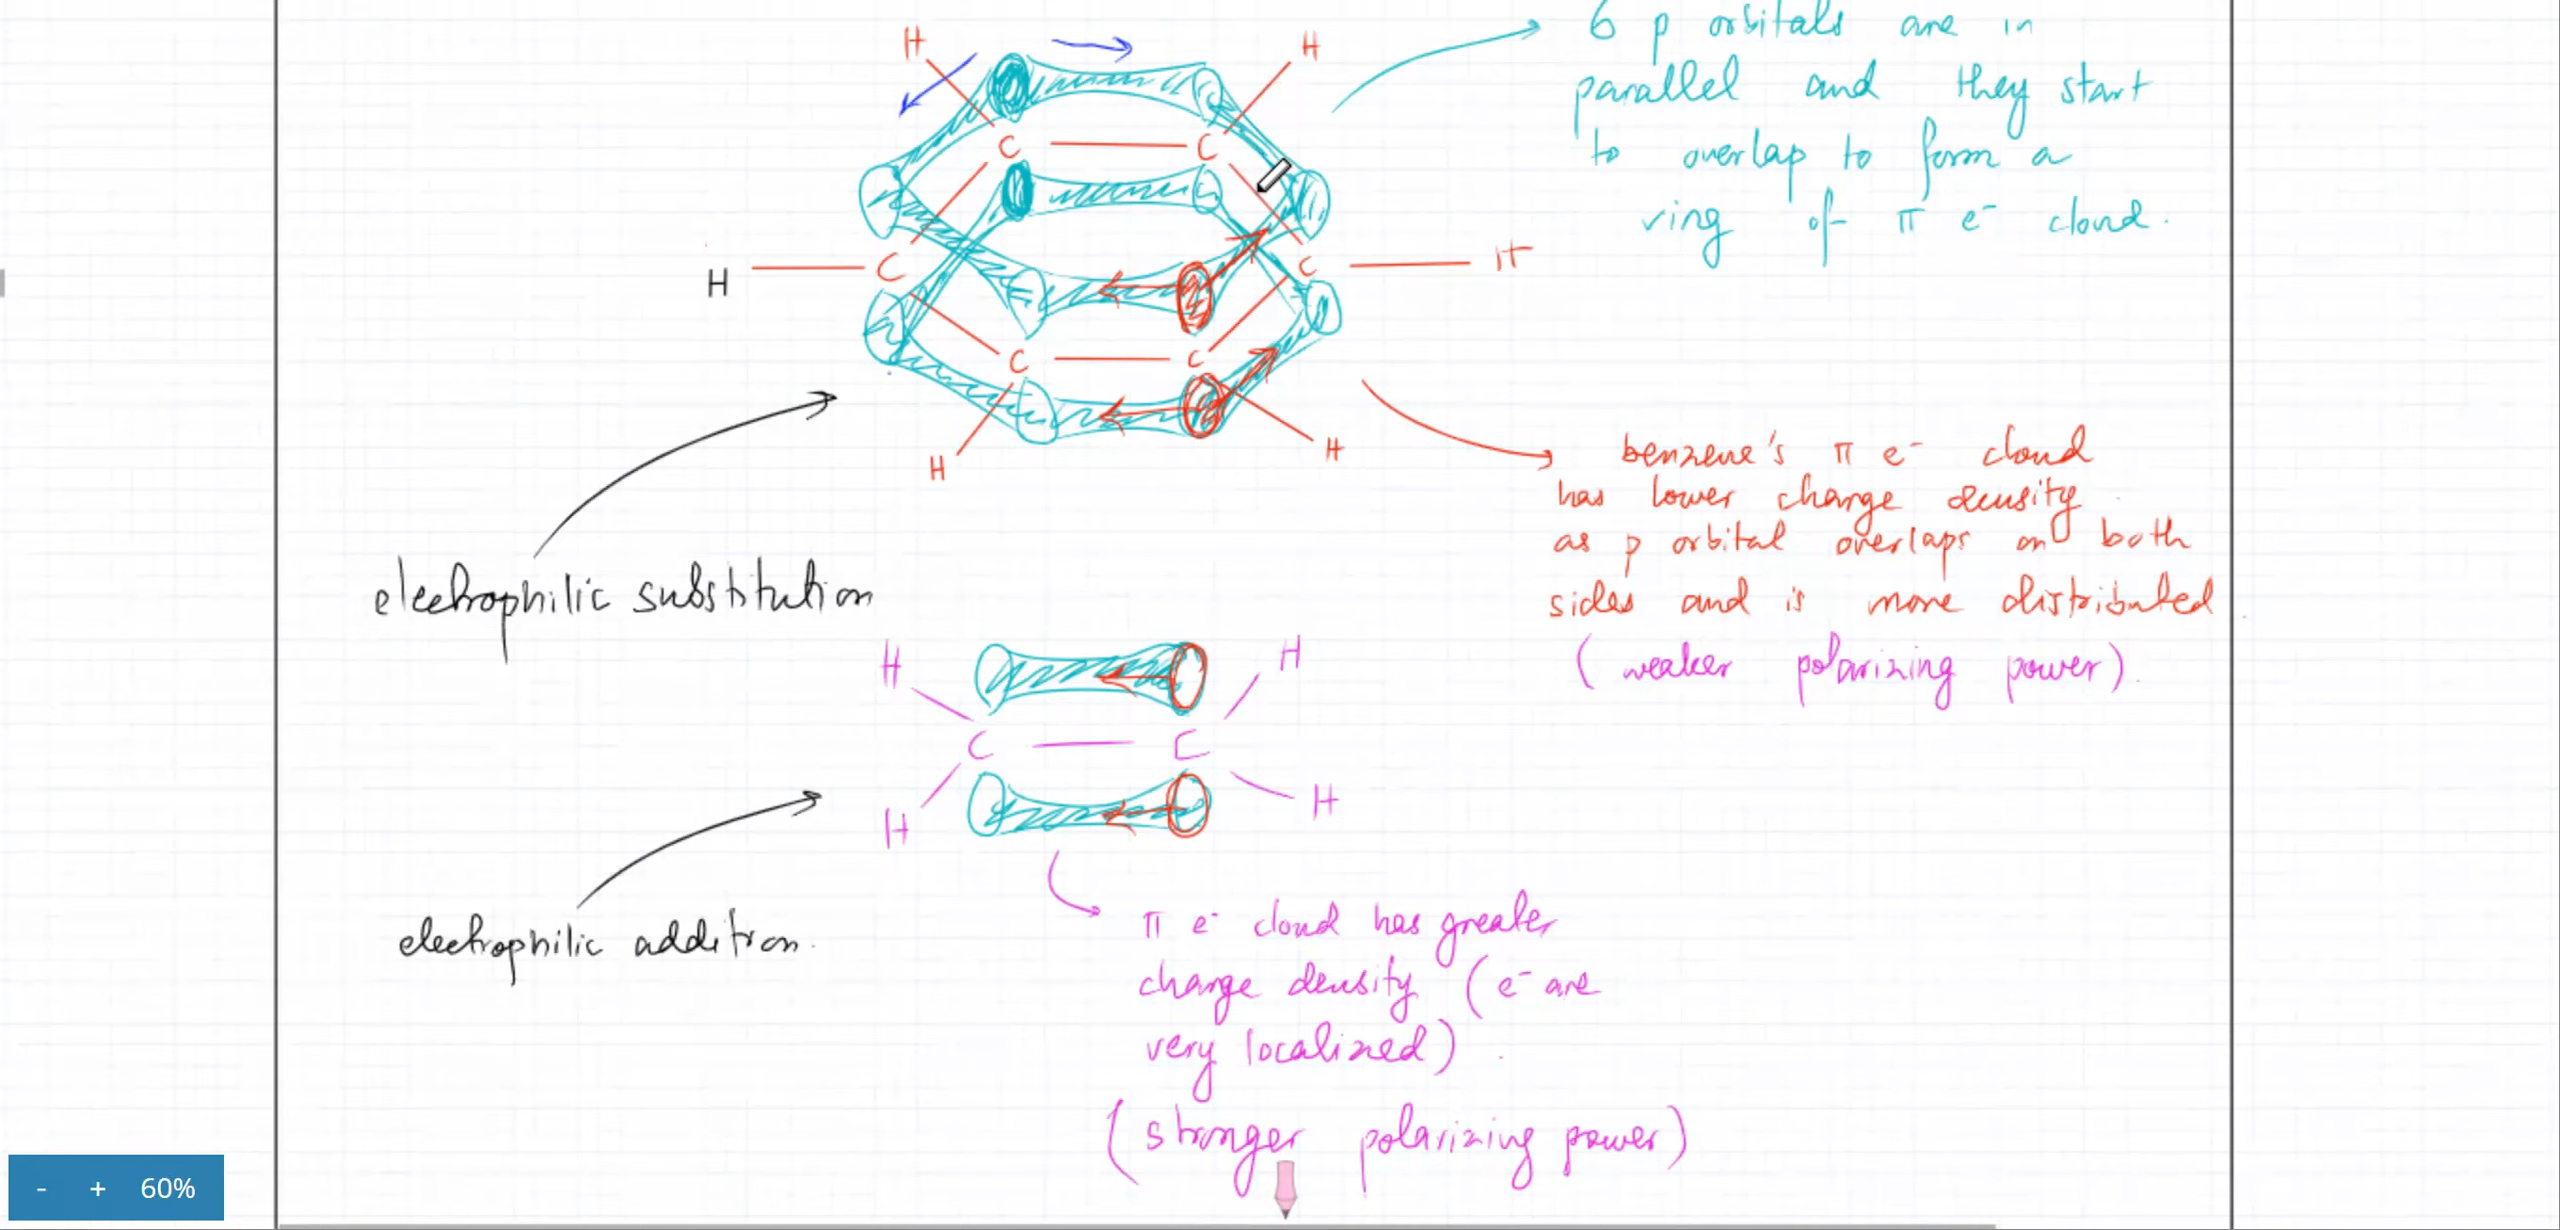 6 p orbitals are in
parallel and they start
to overlap to form a
ring of π e⁻ cloud.
H H
C C
H C C H
C C
H H
benzene's π e⁻ cloud
has lower charge density
as p orbital overlaps on both
sides and is more distributed
(weaker polarizing power).
electrophilic substitution
H H
C C
H H
electrophilic addition.
π e⁻ cloud has greater
charge density (e⁻ are
very localized).
(stronger polarizing power)
- + 60%